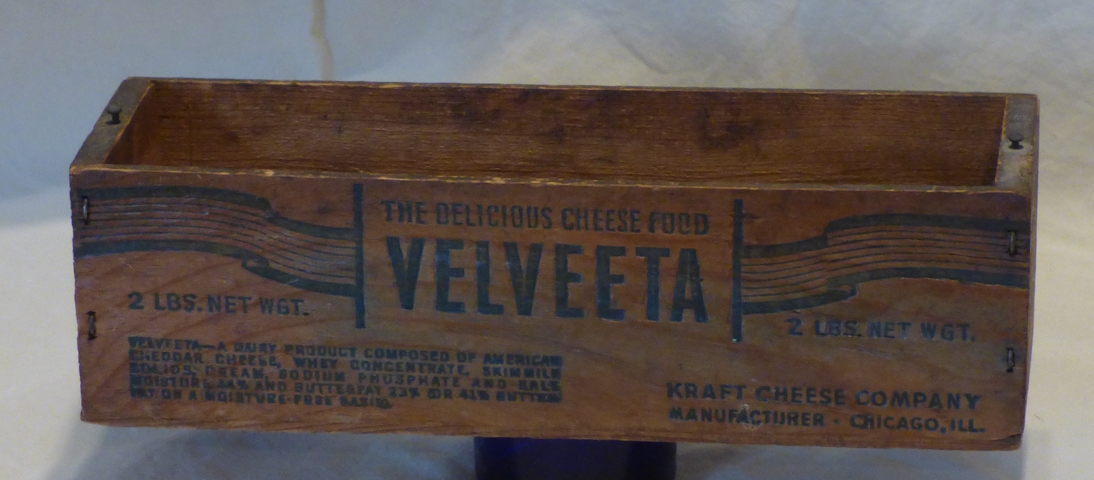 THE DELICIOUS CHEESE FOOD
VELVEETA
2 LBS. NET WGT.
2 LBS. NET WGT.
VELVEETA—A DAIRY PRODUCT COMPOSED OF AMERICAN
CHEDDAR CHEESE, WHEY CONCENTRATE, SKIMMILK
SOLIDS, CREAM, SODIUM PHOSPHATE AND SALT.
MOISTURE 44% AND BUTTERFAT 23% OR 41% BUTTER
FAT ON A MOISTURE-FREE BASIS.
KRAFT CHEESE COMPANY
MANUFACTURER · CHICAGO, ILL.